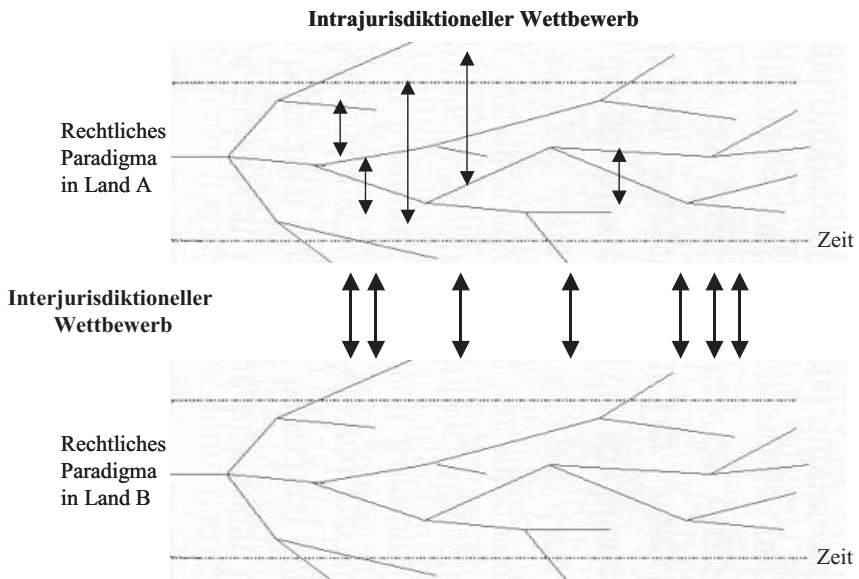 Intrajurisdiktioneller Wettbewerb
Rechtliches
Paradigma
in Land A
Zeit
Interjurisdiktioneller
Wettbewerb
Rechtliches
Paradigma
in Land B
Zeit